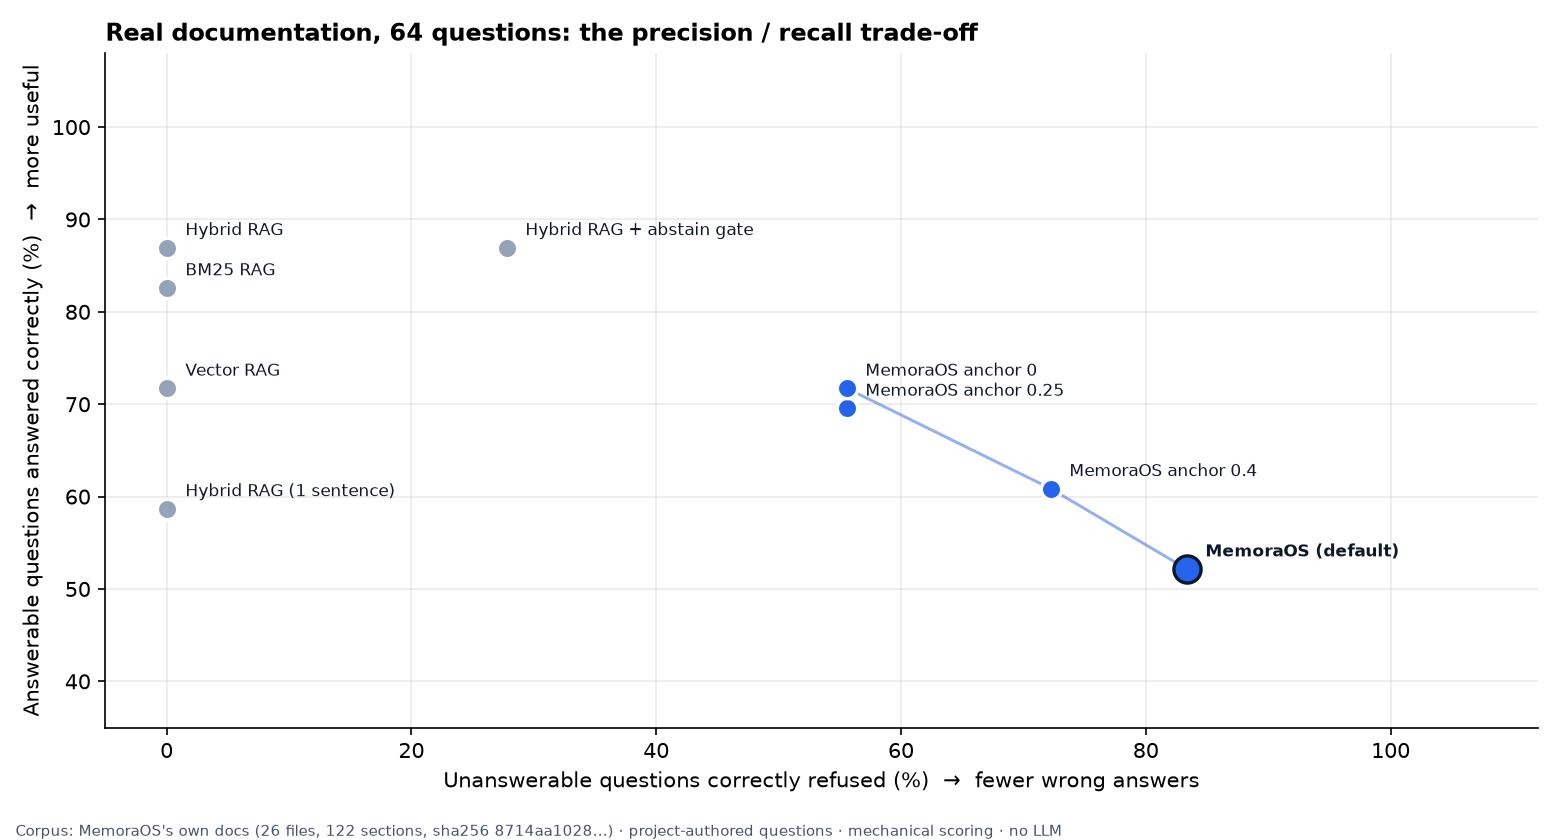 Real documentation, 64 questions: the precision / recall trade-off
Answerable questions answered correctly (%) → more useful
100
90
80
70
60
50
40
Hybrid RAG
Hybrid RAG + abstain gate
BM25 RAG
Vector RAG
MemoraOS anchor 0
MemoraOS anchor 0.25
MemoraOS anchor 0.4
Hybrid RAG (1 sentence)
MemoraOS (default)
0 20 40 60 80 100
Unanswerable questions correctly refused (%) → fewer wrong answers
Corpus: MemoraOS's own docs (26 files, 122 sections, sha256 8714aa1028…) · project-authored questions · mechanical scoring · no LLM